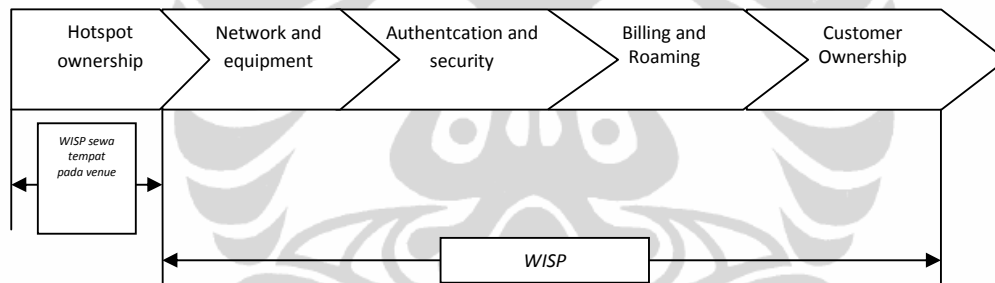 Hotspot
ownership
Network and
equipment
Authentcation and
security
Billing and
Roaming
Customer
Ownership
WISP sewa
tempat
pada venue
WISP